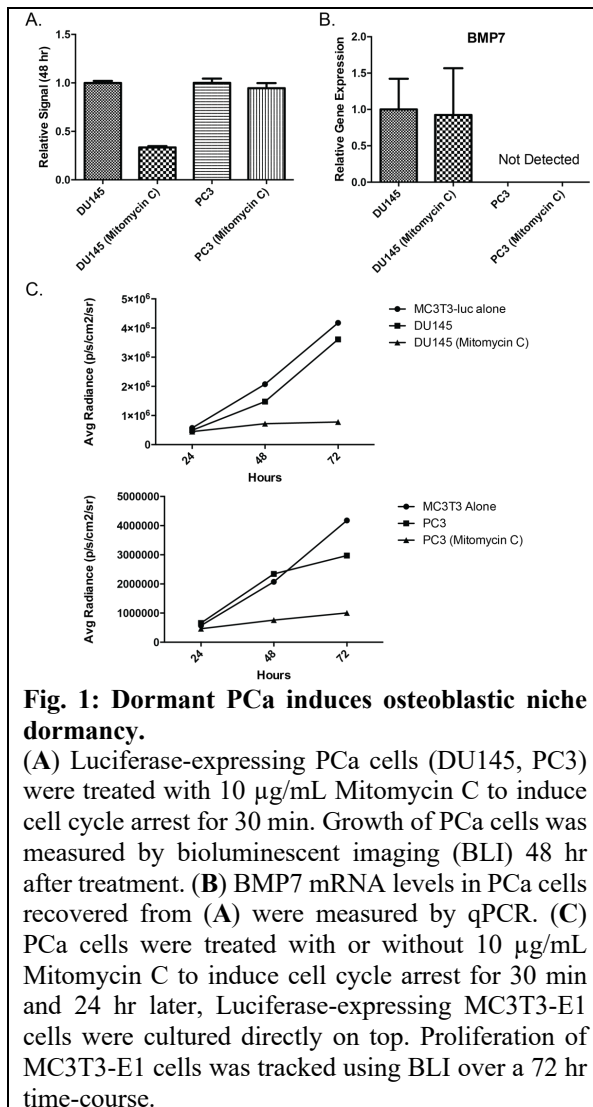 A.
Relative Signal (48 hr)
1.5
1.0
0.5
0.0
DU145
DU145 (Mitomycin C)
PC3
PC3 (Mitomycin C)
B.
BMP7
Relative Gene Expression
2.0
1.5
1.0
0.5
0.0
Not Detected
DU145
DU145 (Mitomycin C)
PC3
PC3 (Mitomycin C)
C.
Avg Radiance (p/s/cm2/sr)
5×10⁶
4×10⁶
3×10⁶
2×10⁶
1×10⁶
0
24
48
72
Hours
MC3T3-luc alone
DU145
DU145 (Mitomycin C)
Avg Radiance (p/s/cm2/sr)
5000000
4000000
3000000
2000000
1000000
0
24
48
72
Hours
MC3T3 Alone
PC3
PC3 (Mitomycin C)
Fig. 1: Dormant PCa induces osteoblastic niche
dormancy.
(A) Luciferase-expressing PCa cells (DU145, PC3)
were treated with 10 µg/mL Mitomycin C to induce
cell cycle arrest for 30 min. Growth of PCa cells was
measured by bioluminescent imaging (BLI) 48 hr
after treatment. (B) BMP7 mRNA levels in PCa cells
recovered from (A) were measured by qPCR. (C)
PCa cells were treated with or without 10 µg/mL
Mitomycin C to induce cell cycle arrest for 30 min
and 24 hr later, Luciferase-expressing MC3T3-E1
cells were cultured directly on top. Proliferation of
MC3T3-E1 cells was tracked using BLI over a 72 hr
time-course.